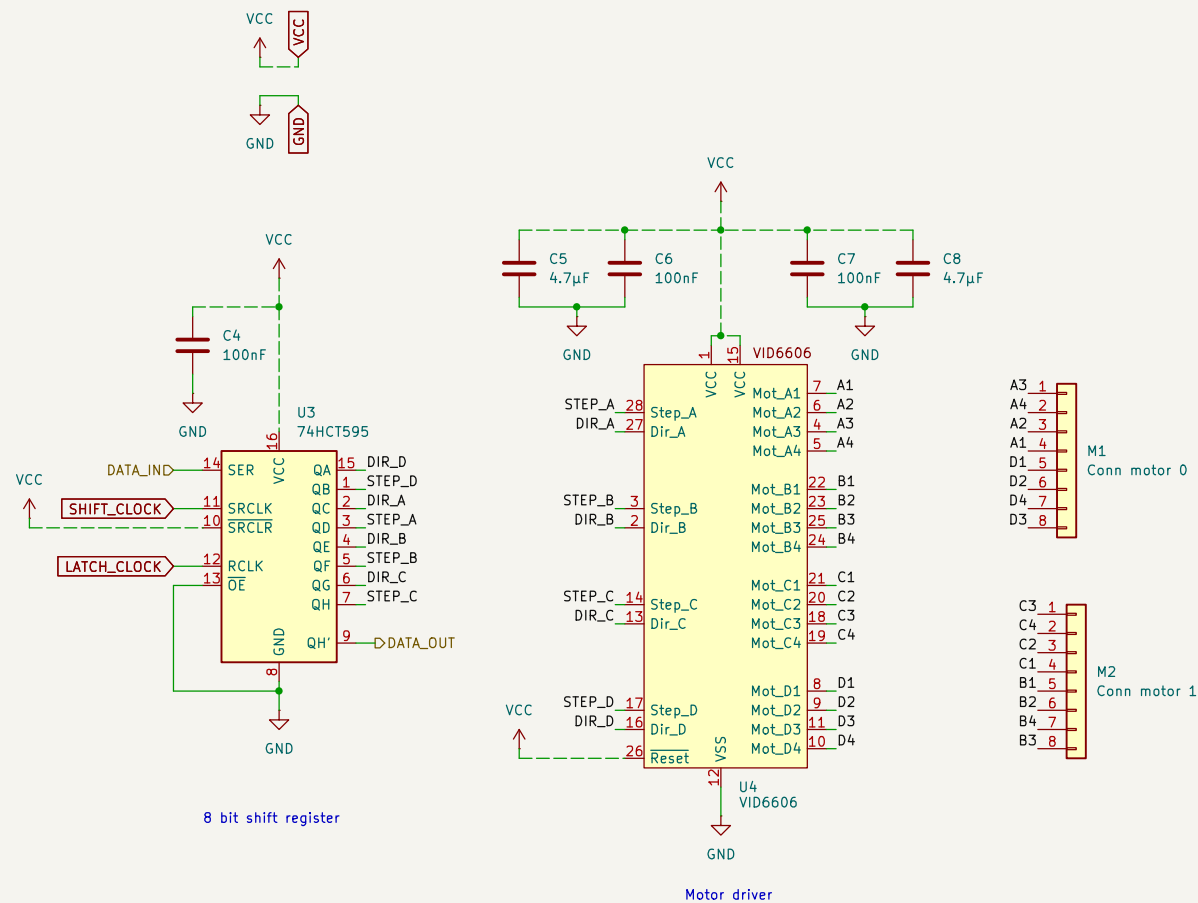 VCC
VCC
GND
GND
VCC
C4
100nF
GND
U3
74HCT595
16
VCC
DATA_IN
14
SER
VCC
SHIFT_CLOCK
11
SRCLK
10
SRCLR
LATCH_CLOCK
12
RCLK
13
OE
QA 15 DIR_D
QB 1 STEP_D
QC 2 DIR_A
QD 3 STEP_A
QE 4 DIR_B
QF 5 STEP_B
QG 6 DIR_C
QH 7 STEP_C
QH' 9 DATA_OUT
GND
8
GND
8 bit shift register
VCC
C5
4.7µF
C6
100nF
C7
100nF
C8
4.7µF
GND
GND
1
15
VID6606
VCC
VCC
STEP_A 28 Step_A
DIR_A 27 Dir_A
STEP_B 3 Step_B
DIR_B 2 Dir_B
STEP_C 14 Step_C
DIR_C 13 Dir_C
STEP_D 17 Step_D
DIR_D 16 Dir_D
VCC
26 Reset
Mot_A1 7 A1
Mot_A2 6 A2
Mot_A3 4 A3
Mot_A4 5 A4
Mot_B1 22 B1
Mot_B2 23 B2
Mot_B3 25 B3
Mot_B4 24 B4
Mot_C1 21 C1
Mot_C2 20 C2
Mot_C3 18 C3
Mot_C4 19 C4
Mot_D1 8 D1
Mot_D2 9 D2
Mot_D3 11 D3
Mot_D4 10 D4
VSS
12
U4
VID6606
GND
Motor driver
A3 1
A4 2
A2 3
A1 4
D1 5
D2 6
D4 7
D3 8
M1
Conn motor 0
C3 1
C4 2
C2 3
C1 4
B1 5
B2 6
B4 7
B3 8
M2
Conn motor 1